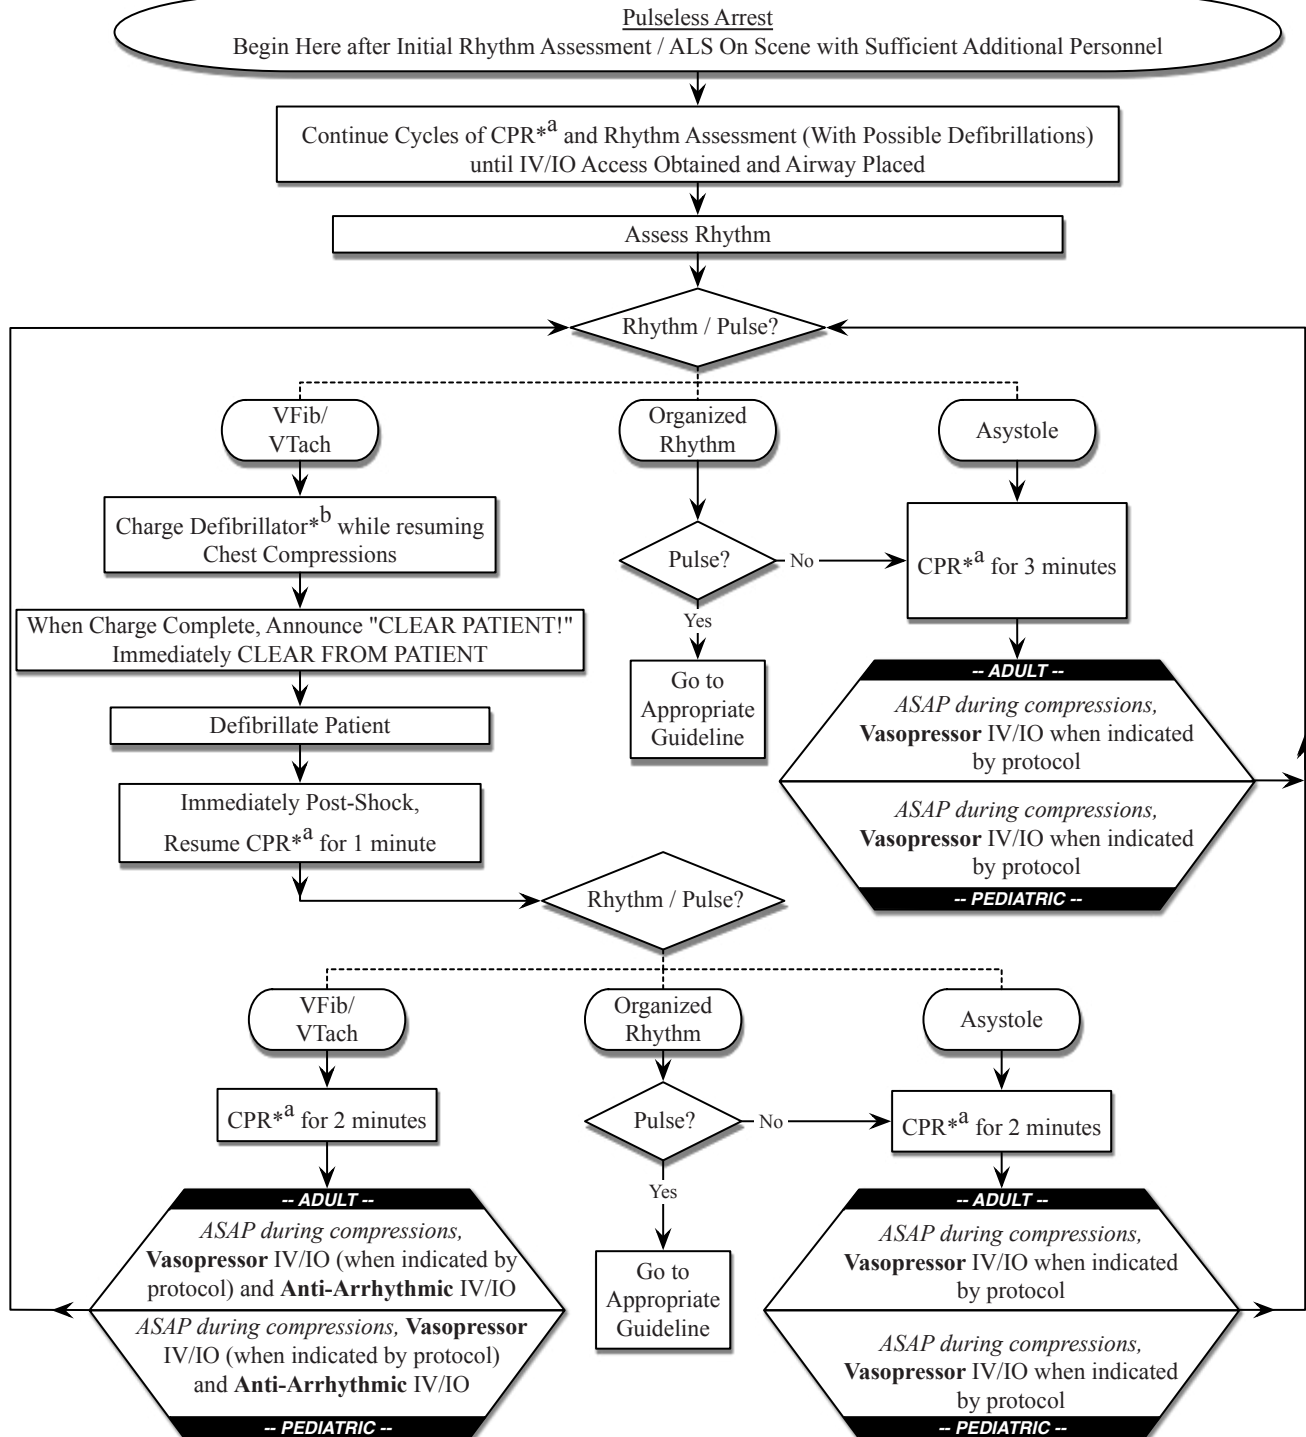 Pulseless Arrest
Begin Here after Initial Rhythm Assessment / ALS On Scene with Sufficient Additional Personnel
Continue Cycles of CPR*a and Rhythm Assessment (With Possible Defibrillations)
until IV/IO Access Obtained and Airway Placed
Assess Rhythm
Rhythm / Pulse?
VFib/
VTach
Organized
Rhythm
Asystole
Charge Defibrillator*b while resuming
Chest Compressions
Pulse?
No
CPR*a for 3 minutes
When Charge Complete, Announce "CLEAR PATIENT!"
Immediately CLEAR FROM PATIENT
Yes
Go to
Appropriate
Guideline
Defibrillate Patient
-- ADULT --
ASAP during compressions,
Vasopressor IV/IO when indicated
by protocol
ASAP during compressions,
Vasopressor IV/IO when indicated
by protocol
-- PEDIATRIC --
Immediately Post-Shock,
Resume CPR*a for 1 minute
Rhythm / Pulse?
VFib/
VTach
Organized
Rhythm
Asystole
CPR*a for 2 minutes
Pulse?
No
CPR*a for 2 minutes
Yes
Go to
Appropriate
Guideline
-- ADULT --
ASAP during compressions,
Vasopressor IV/IO (when indicated by
protocol) and Anti-Arrhythmic IV/IO
ASAP during compressions, Vasopressor
IV/IO (when indicated by protocol)
and Anti-Arrhythmic IV/IO
-- PEDIATRIC --
-- ADULT --
ASAP during compressions,
Vasopressor IV/IO when indicated
by protocol
ASAP during compressions,
Vasopressor IV/IO when indicated
by protocol
-- PEDIATRIC --